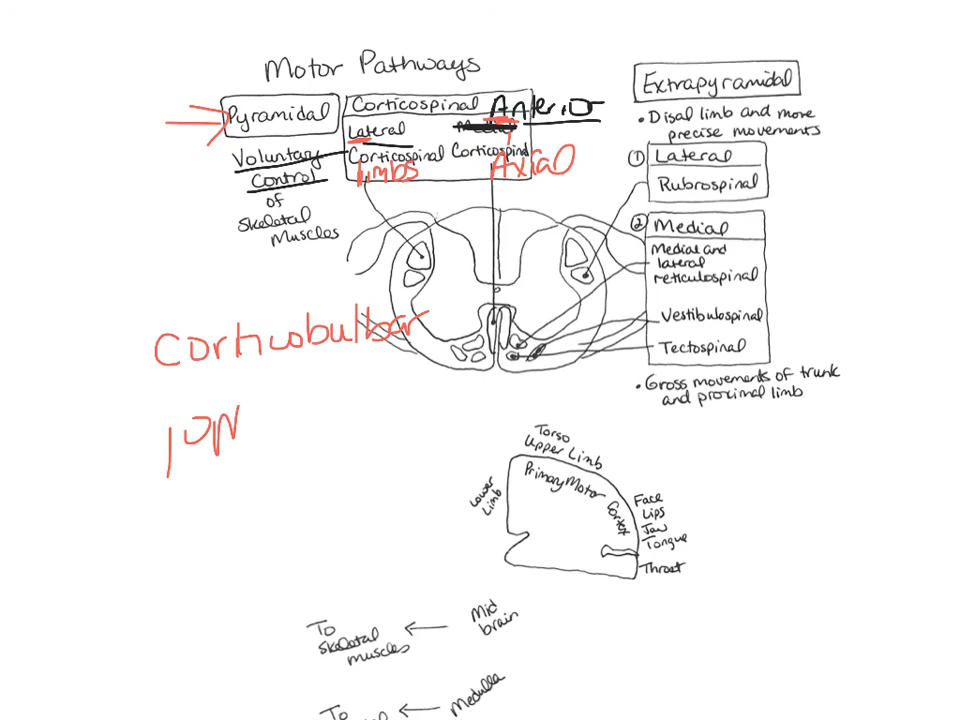 Motor Pathways
Pyramidal
Voluntary
Control
of
Skeletal
Muscles
Corticospinal
Anterior
Lateral
Corticospinal Corticospinal
limbs
Axial
Extrapyramidal
• Disal limb and more
precise movements
① Lateral
Rubrospinal
② Medial
Medial and
lateral
reticulospinal
Vestibulospinal
Tectospinal
• Gross movements of trunk
and proximal limb
Corticobulbar
Torso
Upper Limb
Primary Motor
Cortex
Lower
Limb
Face
Lips
Jaw
Tongue
Throat
Mid
brain
To
skeletal
muscles
Medulla
To